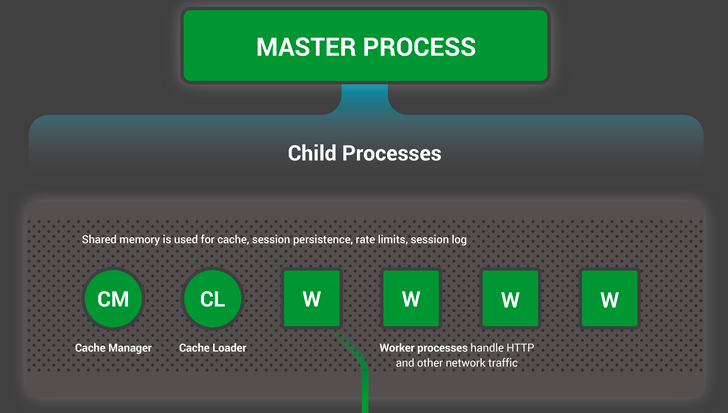 MASTER PROCESS
Child Processes
Shared memory is used for cache, session persistence, rate limits, session log
CM
CL
W
W
W
W
Cache Manager
Cache Loader
Worker processes handle HTTP
and other network traffic